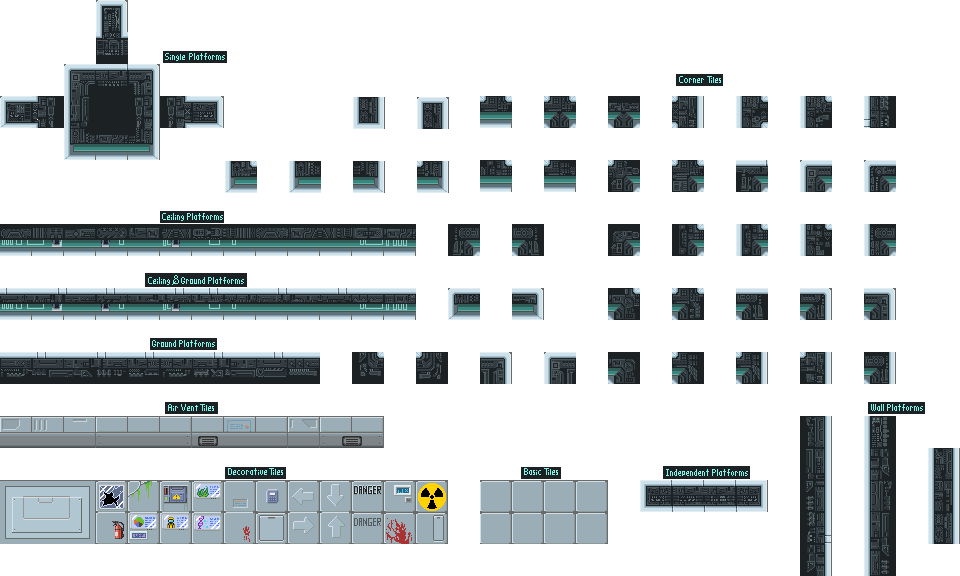 Single Platforms
Corner Tiles
Ceiling Platforms
Ceiling & Ground Platforms
Ground Platforms
Air Vent Tiles
Wall Platforms
Decorative Tiles
Basic Tiles
Independent Platforms
DANGER
DANGER